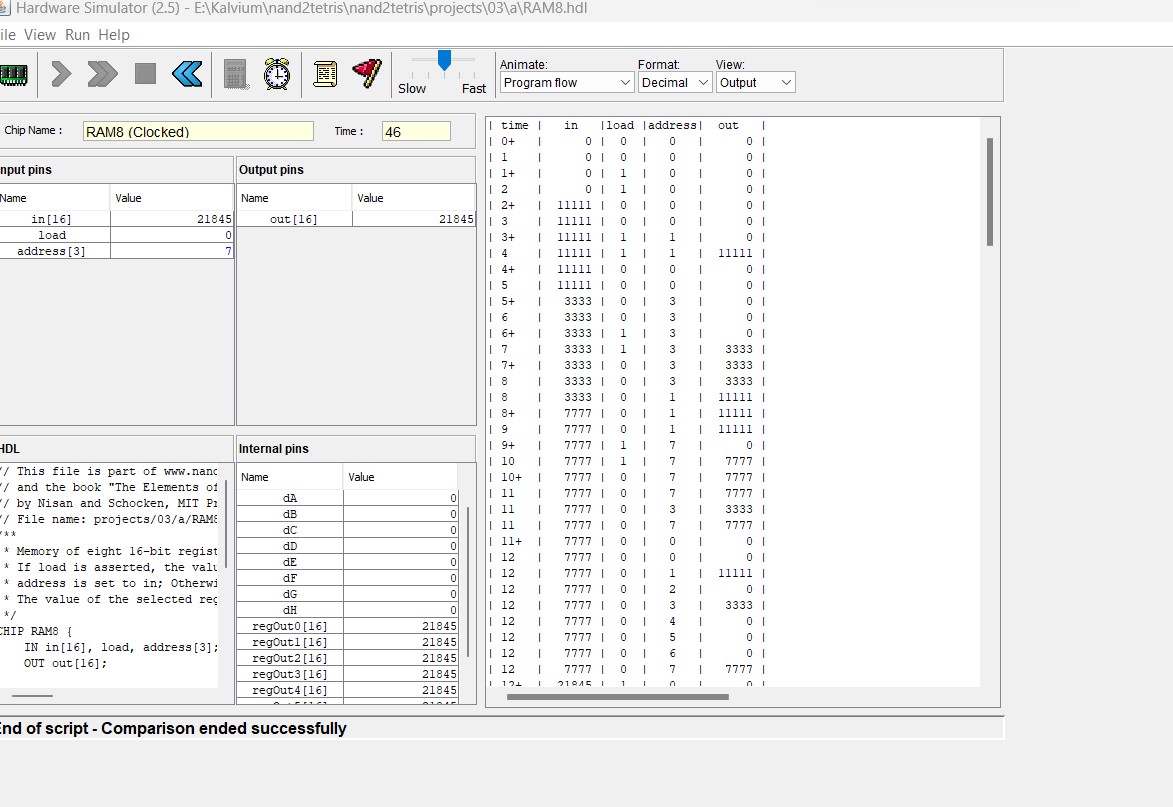 Hardware Simulator (2.5) - E:\Kalvium\nand2tetris\nand2tetris\projects\03\a\RAM8.hdl
ile View Run Help
Slow Fast
Animate: Format: View:
Program flow Decimal Output
Chip Name : RAM8 (Clocked) Time : 46
nput pins
Name Value
in[16] 21845
load 0
address[3] 7
Output pins
Name Value
out[16] 21845
HDL
// This file is part of www.nand
// and the book "The Elements of
// by Nisan and Schocken, MIT Pr
// File name: projects/03/a/RAM8
/**
* Memory of eight 16-bit regist
* If load is asserted, the valu
* address is set to in; Otherwi
* The value of the selected reg
*/
CHIP RAM8 {
IN in[16], load, address[3];
OUT out[16];
Internal pins
Name Value
dA 0
dB 0
dC 0
dD 0
dE 0
dF 0
dG 0
dH 0
regOut0[16] 21845
regOut1[16] 21845
regOut2[16] 21845
regOut3[16] 21845
regOut4[16] 21845
| time | in |load |address| out |
| 0+ | 0 | 0 | 0 | 0 |
| 1 | 0 | 0 | 0 | 0 |
| 1+ | 0 | 1 | 0 | 0 |
| 2 | 0 | 1 | 0 | 0 |
| 2+ | 11111 | 0 | 0 | 0 |
| 3 | 11111 | 0 | 0 | 0 |
| 3+ | 11111 | 1 | 1 | 0 |
| 4 | 11111 | 1 | 1 | 11111 |
| 4+ | 11111 | 0 | 0 | 0 |
| 5 | 11111 | 0 | 0 | 0 |
| 5+ | 3333 | 0 | 3 | 0 |
| 6 | 3333 | 0 | 3 | 0 |
| 6+ | 3333 | 1 | 3 | 0 |
| 7 | 3333 | 1 | 3 | 3333 |
| 7+ | 3333 | 0 | 3 | 3333 |
| 8 | 3333 | 0 | 3 | 3333 |
| 8 | 3333 | 0 | 1 | 11111 |
| 8+ | 7777 | 0 | 1 | 11111 |
| 9 | 7777 | 0 | 1 | 11111 |
| 9+ | 7777 | 1 | 7 | 0 |
| 10 | 7777 | 1 | 7 | 7777 |
| 10+ | 7777 | 0 | 7 | 7777 |
| 11 | 7777 | 0 | 7 | 7777 |
| 11 | 7777 | 0 | 3 | 3333 |
| 11 | 7777 | 0 | 7 | 7777 |
| 11+ | 7777 | 0 | 0 | 0 |
| 12 | 7777 | 0 | 0 | 0 |
| 12 | 7777 | 0 | 1 | 11111 |
| 12 | 7777 | 0 | 2 | 0 |
| 12 | 7777 | 0 | 3 | 3333 |
| 12 | 7777 | 0 | 4 | 0 |
| 12 | 7777 | 0 | 5 | 0 |
| 12 | 7777 | 0 | 6 | 0 |
| 12 | 7777 | 0 | 7 | 7777 |
| 12+ | 21845 | 1 | 0 | 0 |
End of script - Comparison ended successfully